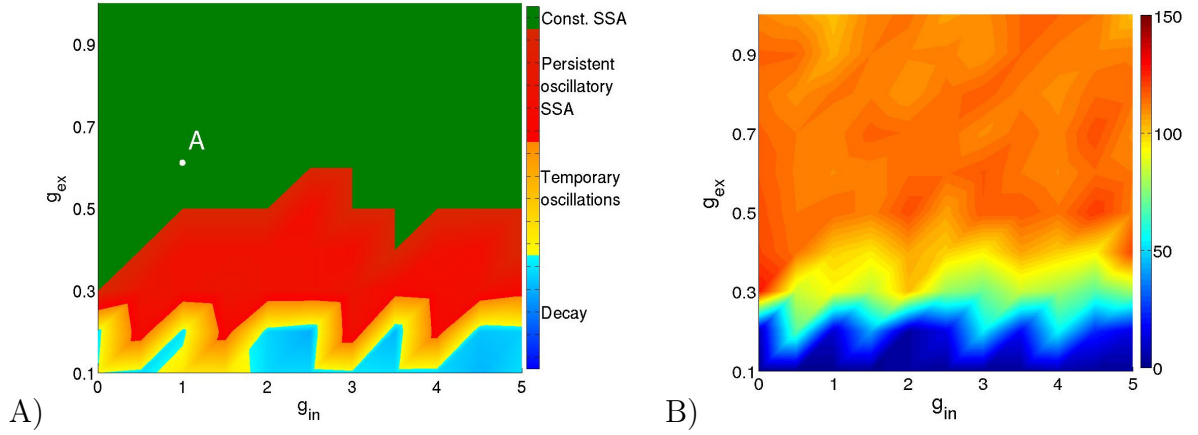 0.9
0.7
0.5
0.3
0.1
g_ex
A
0 1 2 3 4 5
g_in
Const. SSA
Persistent
oscillatory
SSA
Temporary
oscillations
Decay
A)
0.9
0.7
0.5
0.3
0.1
g_ex
0 1 2 3 4 5
g_in
150
100
50
0
B)